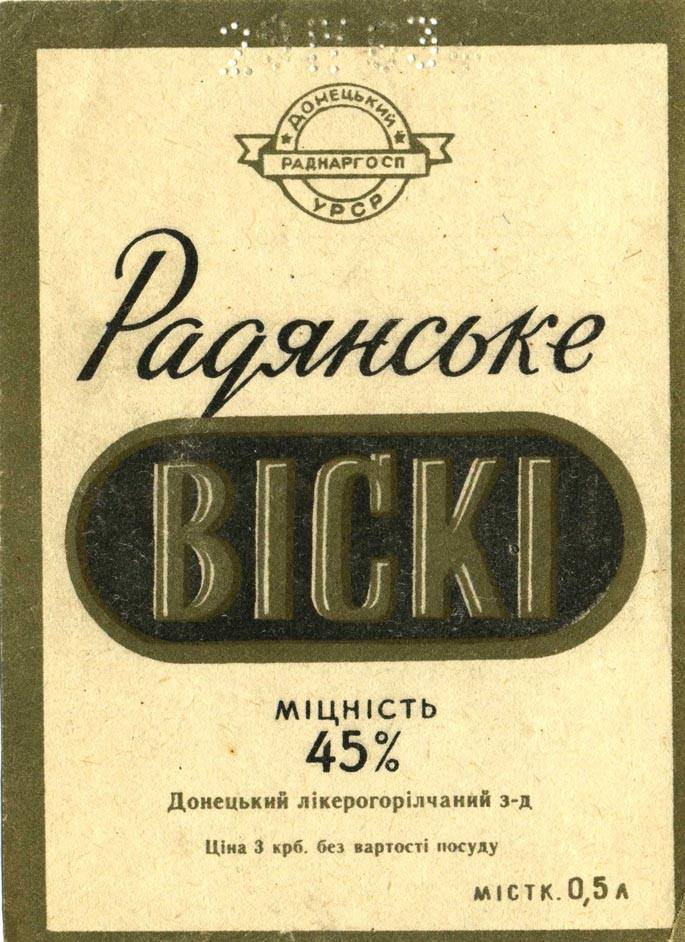 ДОНЕЦЬКИЙ
РАДНАРГОСП
УРСР
Радянське
ВІСКІ
МІЦНІСТЬ
45%
Донецький лікерогорілчаний з-д
Ціна 3 крб. без вартості посуду
МІСТК. 0,5 Л